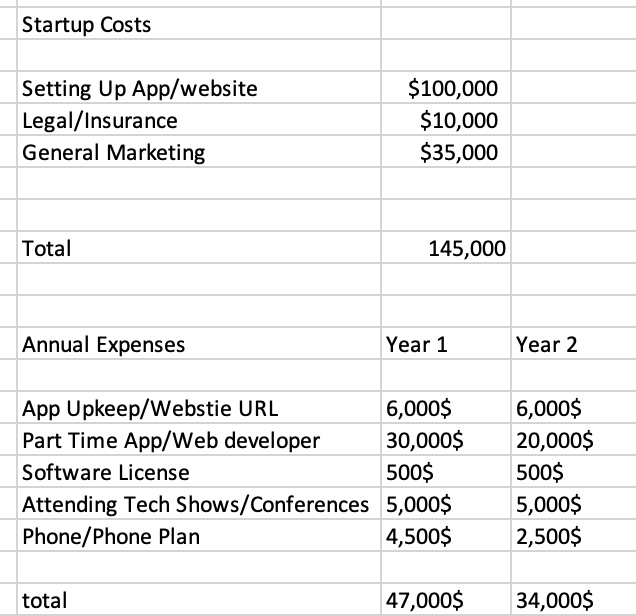 Startup Costs
Setting Up App/website $100,000
Legal/Insurance $10,000
General Marketing $35,000
Total 145,000
Annual Expenses Year 1 Year 2
App Upkeep/Webstie URL 6,000$ 6,000$
Part Time App/Web developer 30,000$ 20,000$
Software License 500$ 500$
Attending Tech Shows/Conferences 5,000$ 5,000$
Phone/Phone Plan 4,500$ 2,500$
total 47,000$ 34,000$